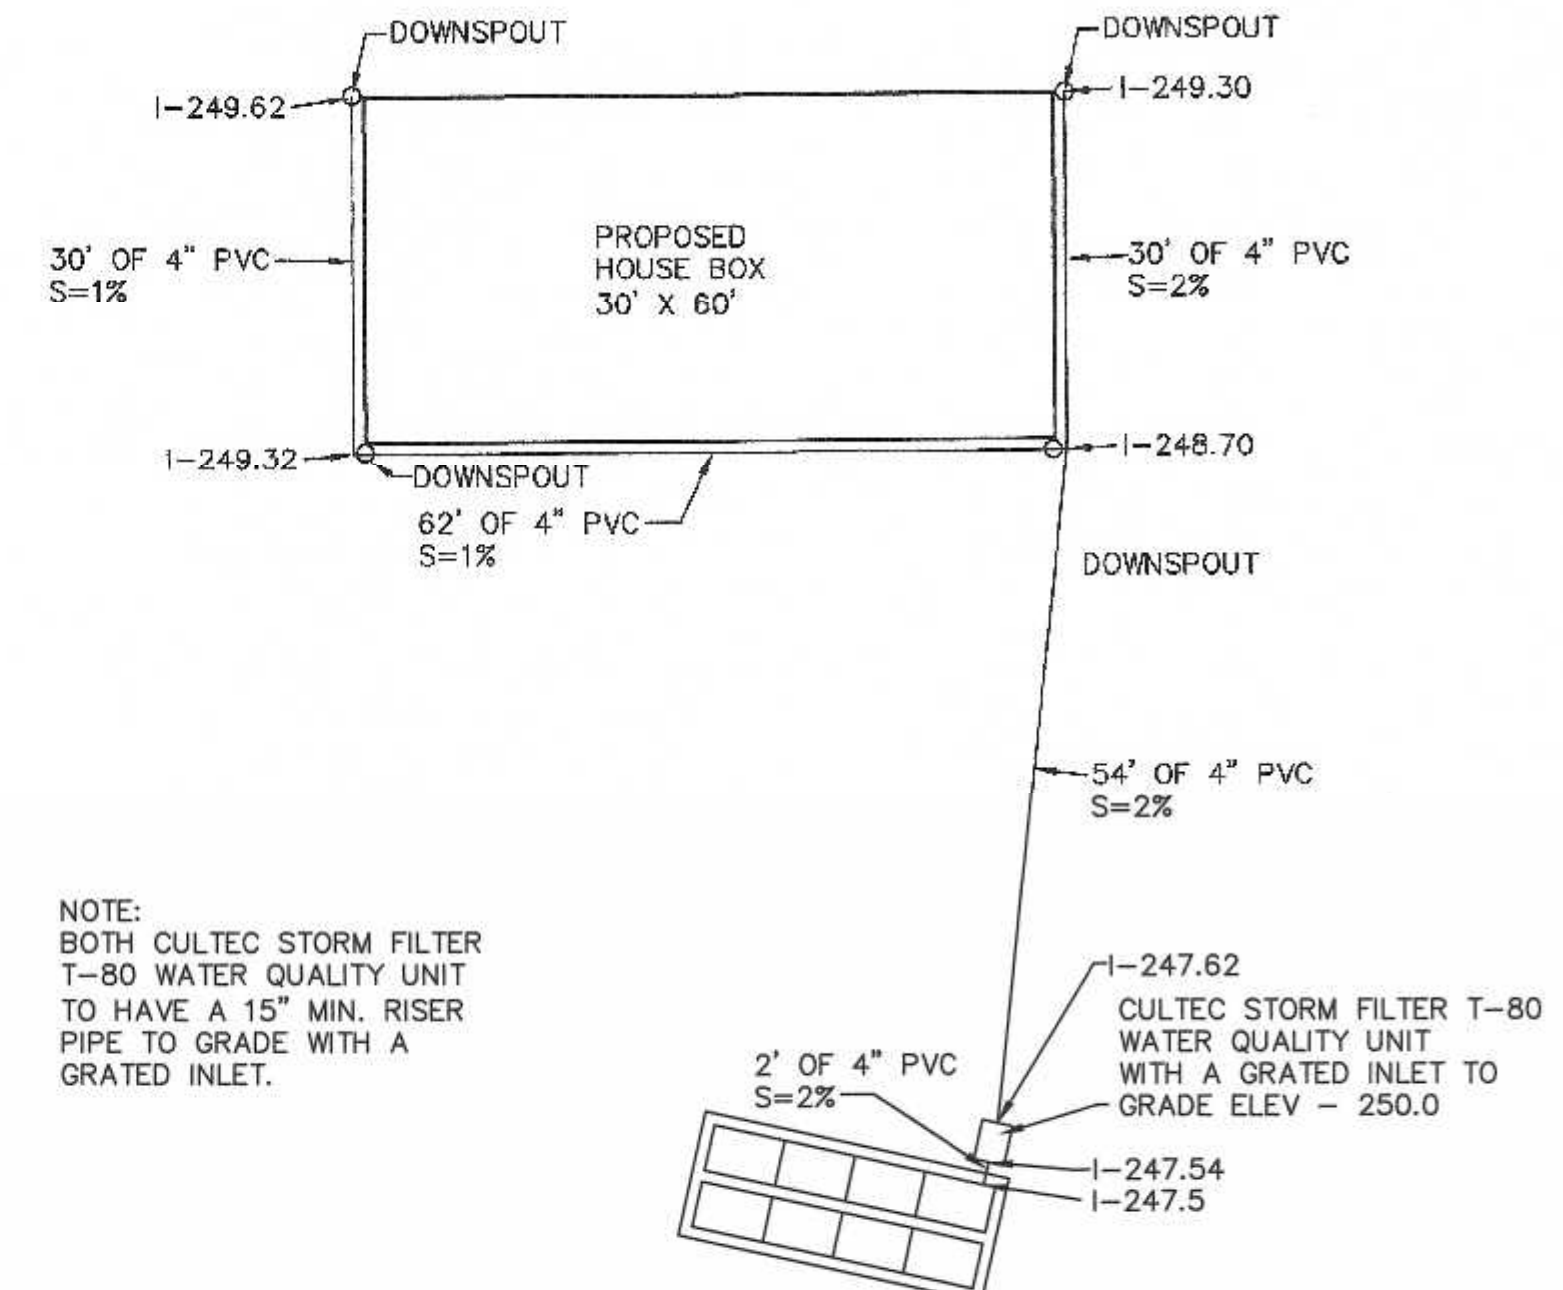 DOWNSPOUT
DOWNSPOUT
I-249.62
I-249.30
PROPOSED
HOUSE BOX
30' X 60'
30' OF 4" PVC
S=1%
30' OF 4" PVC
S=2%
I-249.32
I-248.70
DOWNSPOUT
62' OF 4" PVC
S=1%
DOWNSPOUT
54' OF 4" PVC
S=2%
NOTE:
BOTH CULTEC STORM FILTER
T-80 WATER QUALITY UNIT
TO HAVE A 15" MIN. RISER
PIPE TO GRADE WITH A
GRATED INLET.
I-247.62
CULTEC STORM FILTER T-80
WATER QUALITY UNIT
WITH A GRATED INLET TO
GRADE ELEV - 250.0
2' OF 4" PVC
S=2%
I-247.54
I-247.5